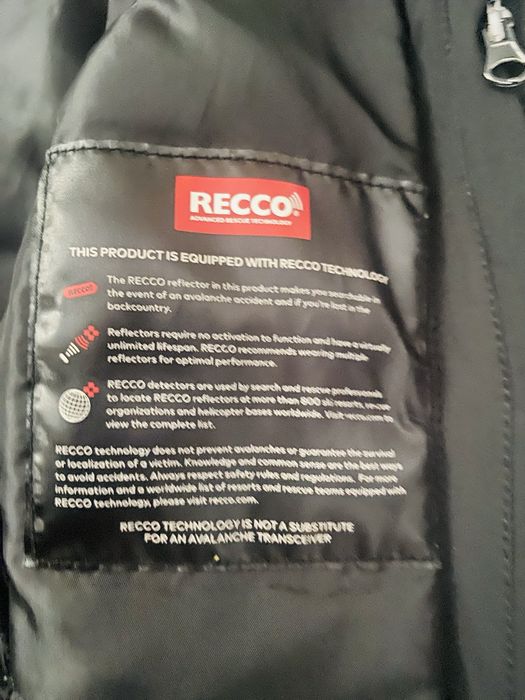 RECCO
ADVANCED RESCUE TECHNOLOGY
THIS PRODUCT IS EQUIPPED WITH RECCO TECHNOLOGY
RECCO
The RECCO reflector in this product makes you searchable in
the event of an avalanche accident and if you're lost in the
backcountry.
Reflectors require no activation to function and have a virtually
unlimited lifespan. RECCO recommends wearing multiple
reflectors for optimal performance.
RECCO detectors are used by search and rescue professionals
to locate RECCO reflectors at more than 800 ski resorts, rescue
organizations and helicopter bases worldwide. Visit recco.com to
view the complete list.
RECCO technology does not prevent avalanches or guarantee the survival
or localization of a victim. Knowledge and common sense are the best ways
to avoid accidents. Always respect safety rules and regulations. For more
information and a worldwide list of resorts and rescue teams equipped with
RECCO technology, please visit recco.com.
RECCO TECHNOLOGY IS NOT A SUBSTITUTE
FOR AN AVALANCHE TRANSCEIVER